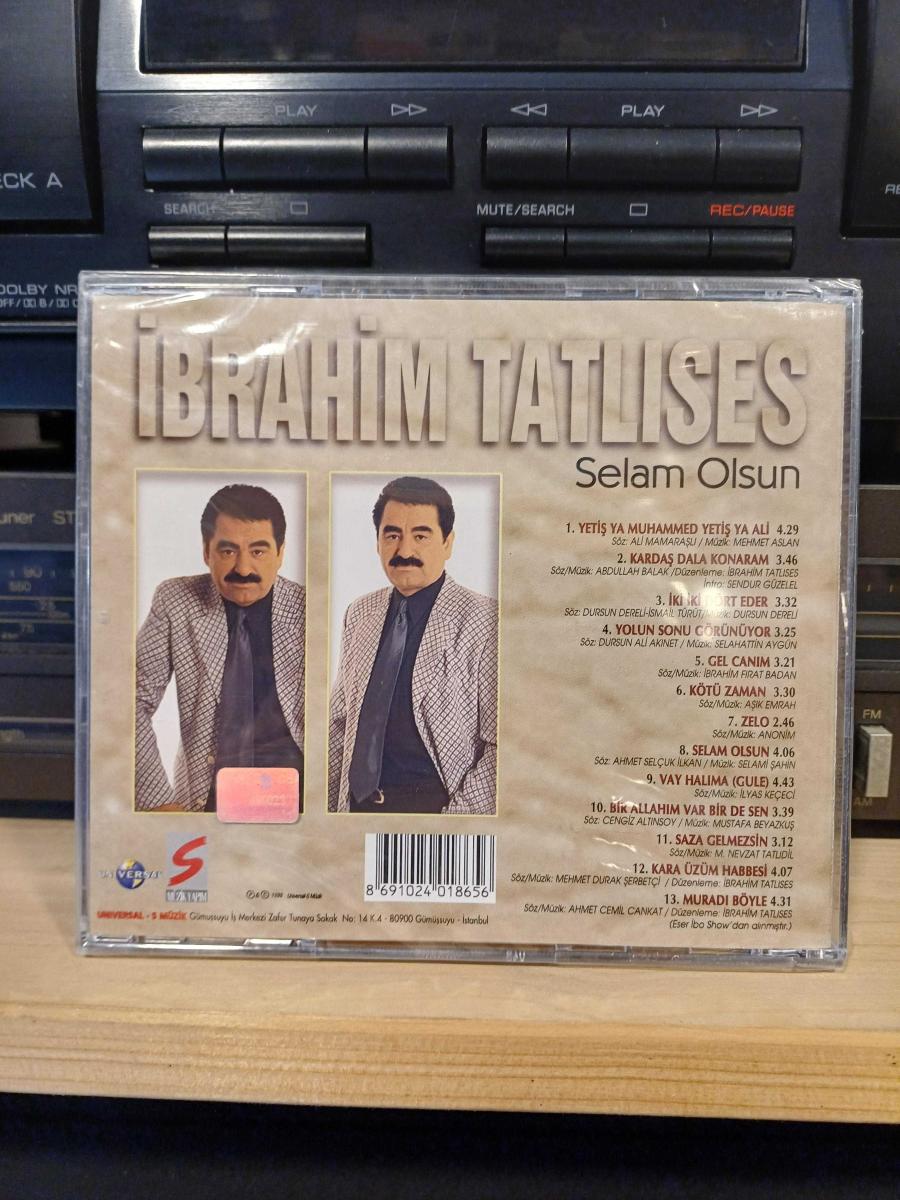 PLAY
PLAY
ECK A
SEARCH
MUTE/SEARCH
REC/PAUSE
DOLBY NR
OFF
İBRAHİM TATLISES
Selam Olsun
1. YETİŞ YA MUHAMMED YETİŞ YA ALİ 4.29
Söz: ALİ MAMARAŞLI / Müzik: MEHMET ASLAN
2. KARDAŞ DALA KONARAM 3.46
Söz/Müzik: ABDULLAH BALAK /Düzenleme: İBRAHİM TATLISES
İntro: SENDUR GÜZELEL
3. İKİ İKİ DÖRT EDER 3.32
Söz: DURSUN DERELİ-İSMAİL TÜRÜT/Müzik: DURSUN DERELİ
4. YOLUN SONU GÖRÜNÜYOR 3.25
Söz: DURSUN ALİ AKINET / Müzik: SELAHATTİN AYGÜN
5. GEL CANIM 3.21
Söz/Müzik: İBRAHİM FIRAT BADAN
6. KÖTÜ ZAMAN 3.30
Söz/Müzik: AŞIK EMRAH
7. ZELO 2.46
Söz/Müzik: ANONİM
8. SELAM OLSUN 4.06
Söz: AHMET SELÇUK İLKAN / Müzik: SELAMİ ŞAHİN
9. VAY HALIMA (GULE) 4.43
Söz/Müzik: İLYAS KEÇECİ
10. BİR ALLAHIM VAR BİR DE SEN 3.39
Söz: CENGİZ ALTINSOY / Müzik: MUSTAFA BEYAZKUŞ
11. SAZA GELMEZSİN 3.12
Söz/Müzik: M. NEVZAT TATLIDİL
12. KARA ÜZÜM HABBESİ 4.07
Söz/Müzik: MEHMET DURAK ŞERBETÇİ / Düzenleme: İBRAHİM TATLISES
13. MURADI BÖYLE 4.31
Söz/Müzik: AHMET CEMİL CANKAT / Düzenleme: İBRAHİM TATLISES
(Eser İbo Show'dan alınmıştır.)
UNIVERSAL
S
MÜZİK YAPIM
8 691024 018656
UNIVERSAL - S MÜZİK Gümüşsuyu İş Merkezi Zafer Tunaya Sokak No: 14 K.4 - 80900 Gümüşsuyu - İstanbul
uner
ST
FM
AM